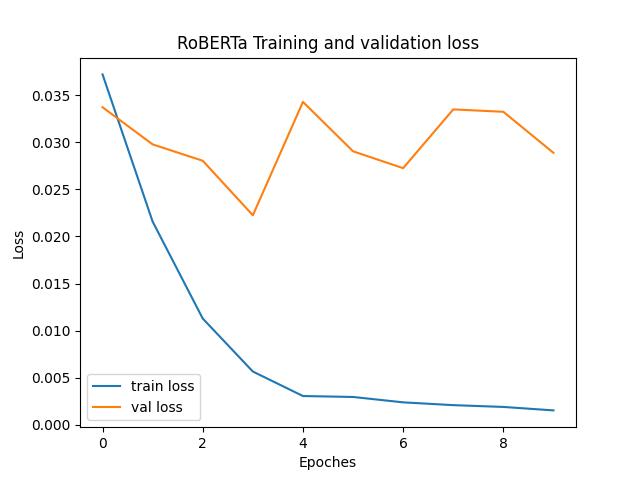 RoBERTa Training and validation loss
Loss
0.035
0.030
0.025
0.020
0.015
0.010
0.005
0.000
train loss
val loss
0 2 4 6 8
Epoches